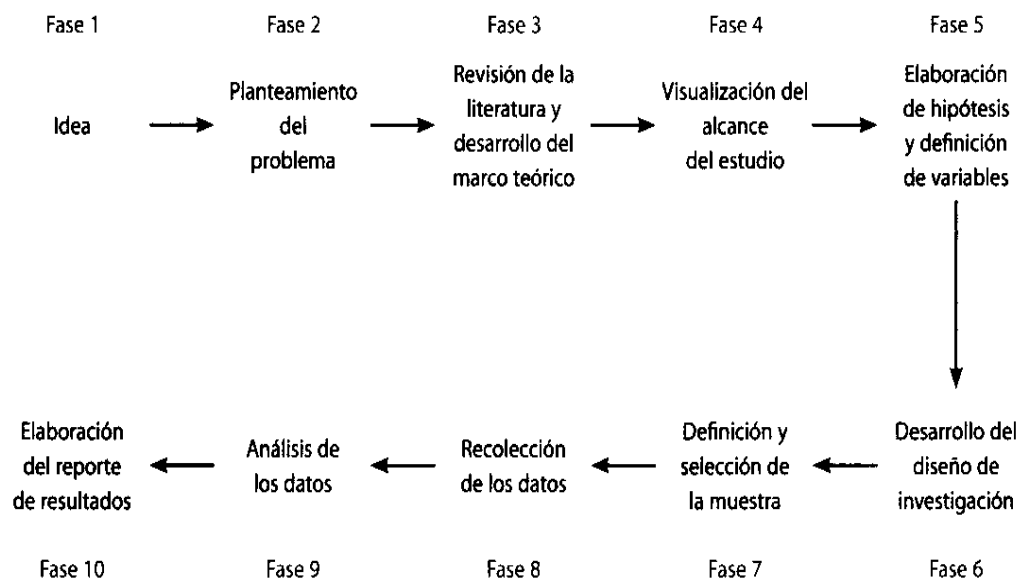 Fase 1
Fase 2
Fase 3
Fase 4
Fase 5
Idea
Planteamiento
del
problema
Revisión de la
literatura y
desarrollo del
marco teórico
Visualización del
alcance
del estudio
Elaboración
de hipótesis
y definición
de variables
Elaboración
del reporte
de resultados
Análisis de
los datos
Recolección
de los datos
Definición y
selección de
la muestra
Desarrollo del
diseño de
investigación
Fase 10
Fase 9
Fase 8
Fase 7
Fase 6